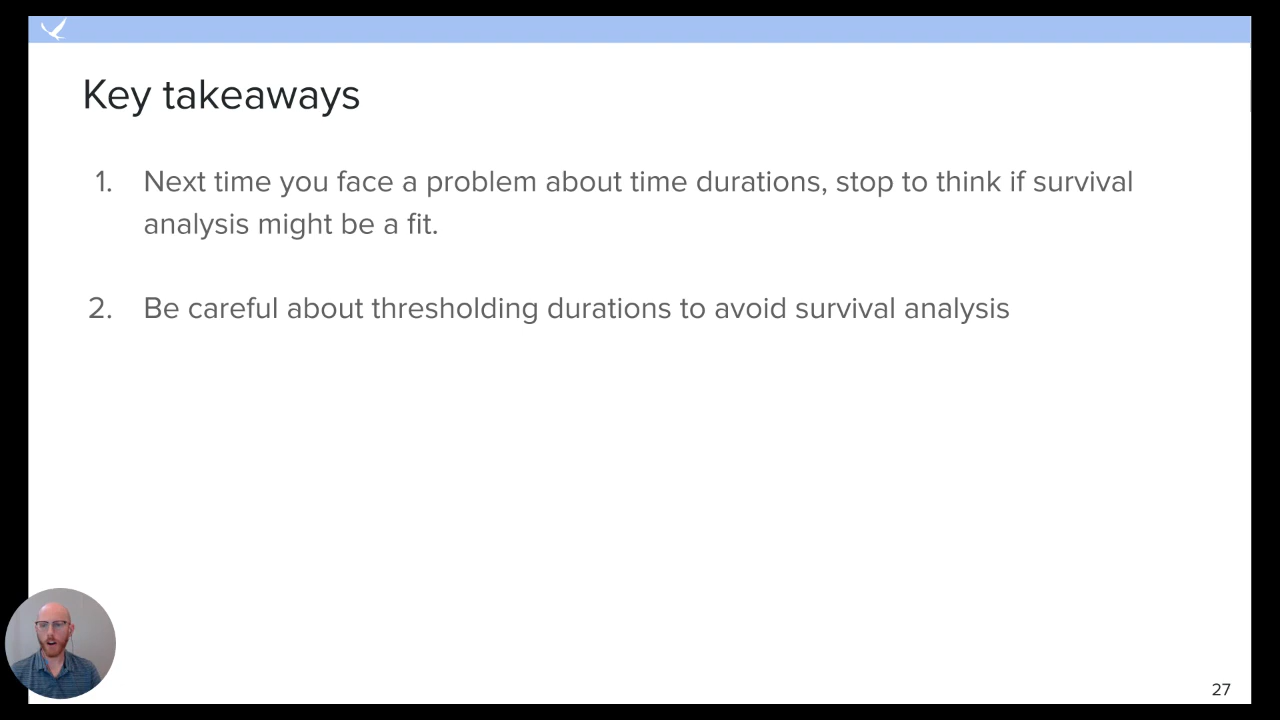 Key takeaways
1. Next time you face a problem about time durations, stop to think if survival
analysis might be a fit.
2. Be careful about thresholding durations to avoid survival analysis
27